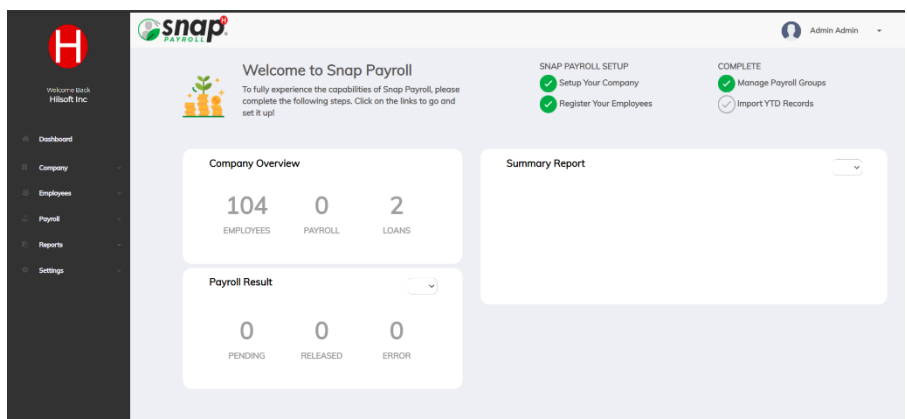 H
Welcome Back
Hilsoft Inc
Dashboard
Company
Employees
Payroll
Reports
Settings
snap H
PAYROLL
Admin Admin
Welcome to Snap Payroll
To fully experience the capabilities of Snap Payroll, please
complete the following steps. Click on the links to go and
set it up!
SNAP PAYROLL SETUP
Setup Your Company
Register Your Employees
COMPLETE
Manage Payroll Groups
Import YTD Records
Company Overview
104 0 2
EMPLOYEES PAYROLL LOANS
Payroll Result
0 0 0
PENDING RELEASED ERROR
Summary Report